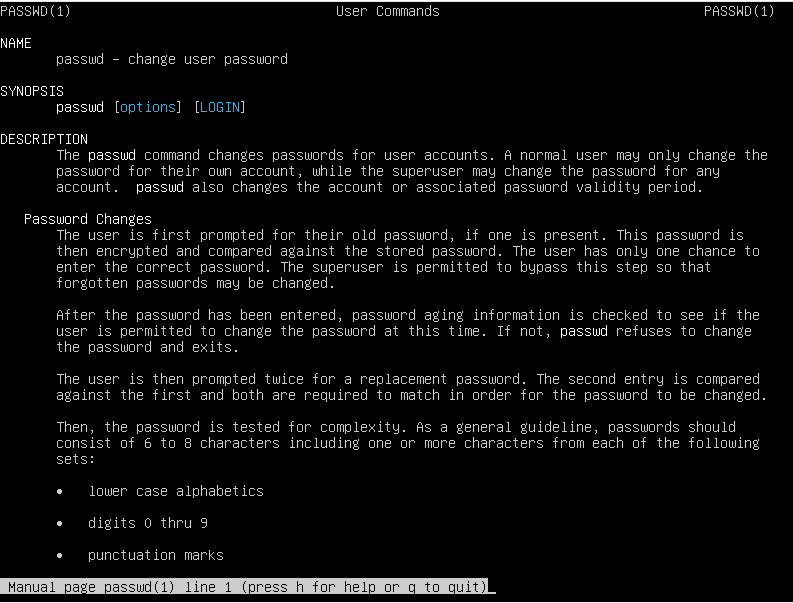 PASSWD(1) User Commands PASSWD(1)
NAME
passwd – change user password
SYNOPSIS
passwd [options] [LOGIN]
DESCRIPTION
The passwd command changes passwords for user accounts. A normal user may only change the
password for their own account, while the superuser may change the password for any
account. passwd also changes the account or associated password validity period.
Password Changes
The user is first prompted for their old password, if one is present. This password is
then encrypted and compared against the stored password. The user has only one chance to
enter the correct password. The superuser is permitted to bypass this step so that
forgotten passwords may be changed.
After the password has been entered, password aging information is checked to see if the
user is permitted to change the password at this time. If not, passwd refuses to change
the password and exits.
The user is then prompted twice for a replacement password. The second entry is compared
against the first and both are required to match in order for the password to be changed.
Then, the password is tested for complexity. As a general guideline, passwords should
consist of 6 to 8 characters including one or more characters from each of the following
sets:
• lower case alphabetics
• digits 0 thru 9
• punctuation marks
Manual page passwd(1) line 1 (press h for help or q to quit)